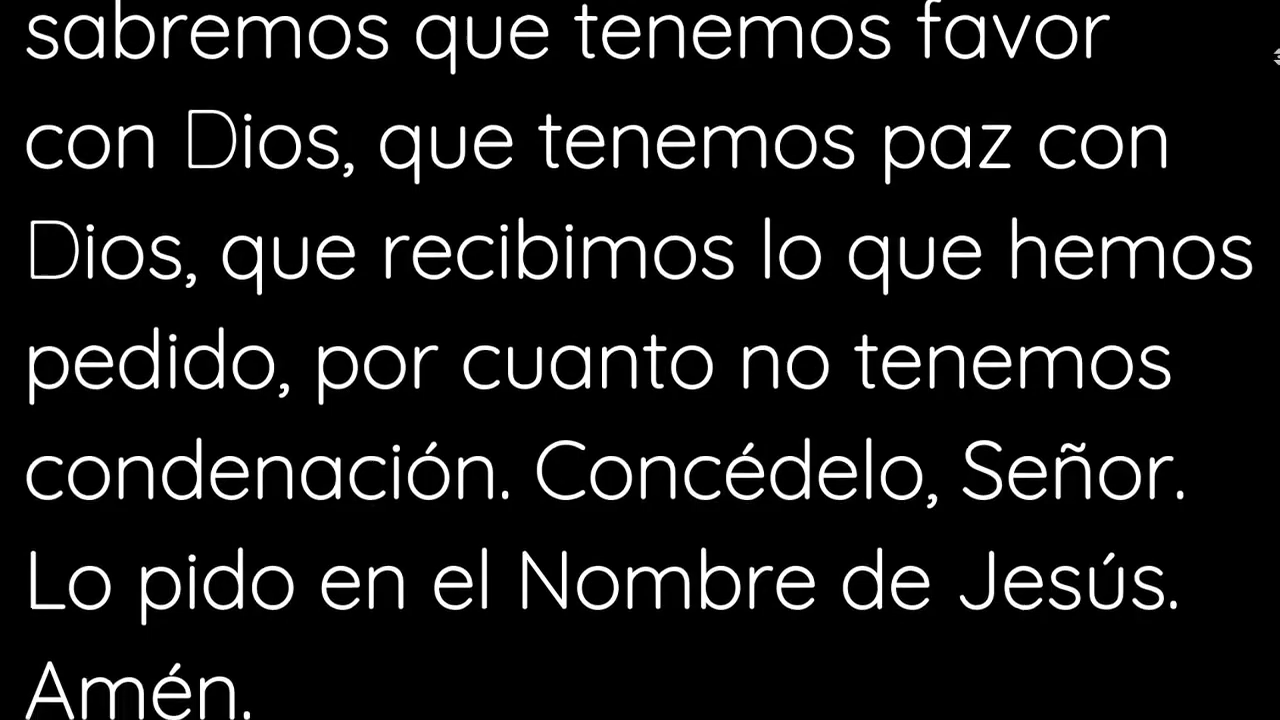 sabremos que tenemos favor
con Dios, que tenemos paz con
Dios, que recibimos lo que hemos
pedido, por cuanto no tenemos
condenación. Concédelo, Señor.
Lo pido en el Nombre de Jesús.
Amén.